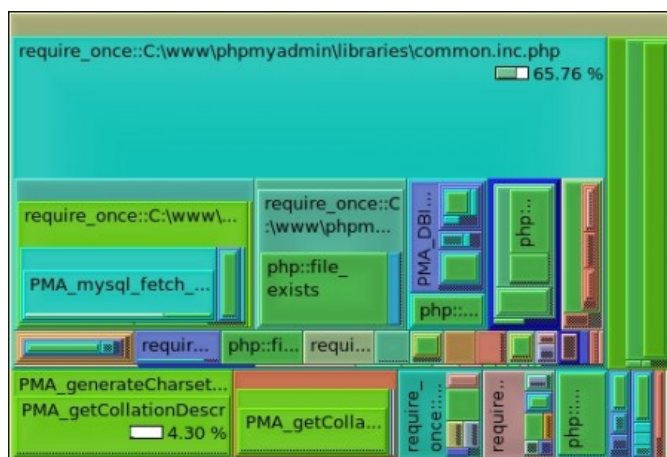 require_once::C:\www\phpmyadmin\libraries\common.inc.php
65.76 %
require_once::C:\www\...
PMA_mysql_fetch_...
require_once::C
:\www\phpm...
php::file_
exists
PMA_DBI...
php::...
php:..
requir...
php::fi...
requi...
PMA_generateCharset...
PMA_getCollationDescr
4.30 %
PMA_getColla...
require_
once::...
require..
php::...